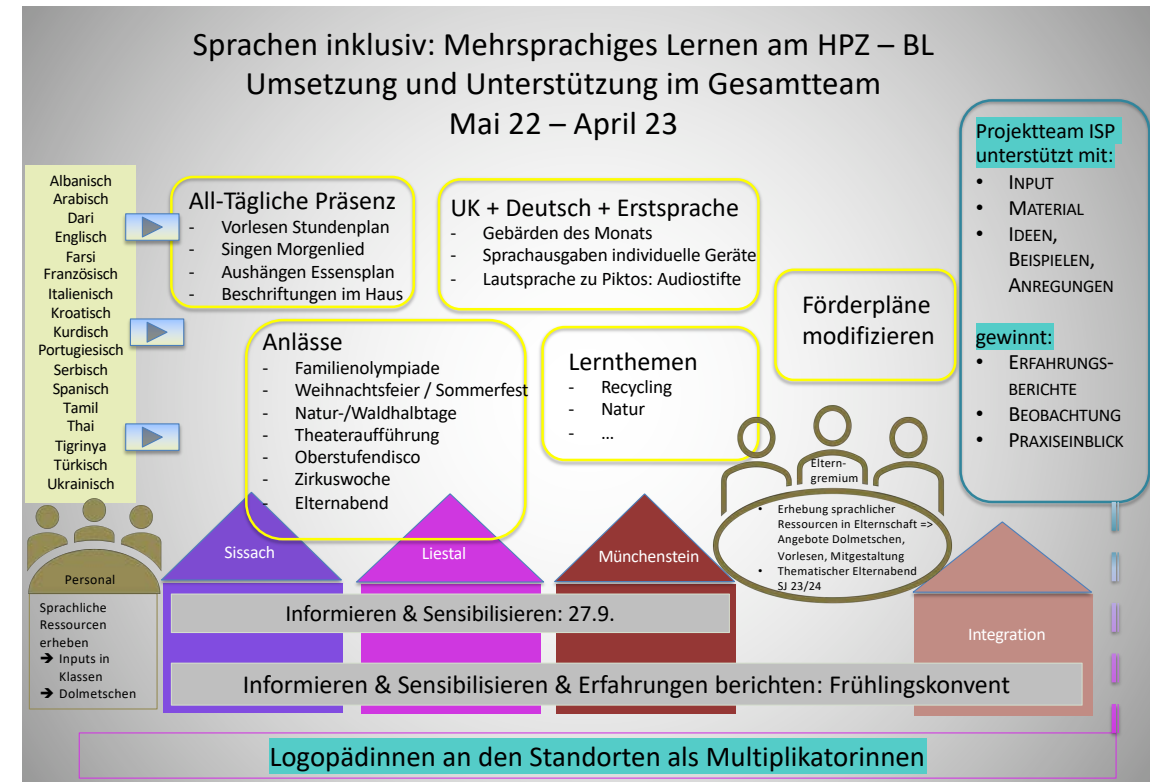 Sprachen inklusiv: Mehrsprachiges Lernen am HPZ – BL
Umsetzung und Unterstützung im Gesamtteam
Mai 22 – April 23
Albanisch
Arabisch
Dari
Englisch
Farsi
Französisch
Italienisch
Kroatisch
Kurdisch
Portugiesisch
Serbisch
Spanisch
Tamil
Thai
Tigrinya
Türkisch
Ukrainisch
All-Tägliche Präsenz
- Vorlesen Stundenplan
- Singen Morgenlied
- Aushängen Essensplan
- Beschriftungen im Haus
UK + Deutsch + Erstsprache
- Gebärden des Monats
- Sprachausgaben individuelle Geräte
- Lautsprache zu Piktos: Audiostifte
Anlässe
- Familienolympiade
- Weihnachtsfeier / Sommerfest
- Natur-/Waldhalbtage
- Theateraufführung
- Oberstufendisco
- Zirkuswoche
- Elternabend
Lernthemen
- Recycling
- Natur
- ...
Förderpläne
modifizieren
Projektteam ISP
unterstützt mit:
• INPUT
• MATERIAL
• IDEEN,
BEISPIELEN,
ANREGUNGEN
gewinnt:
• ERFAHRUNGS-
BERICHTE
• BEOBACHTUNG
• PRAXISEINBLICK
Eltern-
gremium
• Erhebung sprachlicher
Ressourcen in Elternschaft =>
Angebote Dolmetschen,
Vorlesen, Mitgestaltung
• Thematischer Elternabend
SJ 23/24
Personal
Sprachliche
Ressourcen
erheben
➔ Inputs in
Klassen
➔ Dolmetschen
Sissach
Liestal
Münchenstein
Integration
Informieren & Sensibilisieren: 27.9.
Informieren & Sensibilisieren & Erfahrungen berichten: Frühlingskonvent
Logopädinnen an den Standorten als Multiplikatorinnen